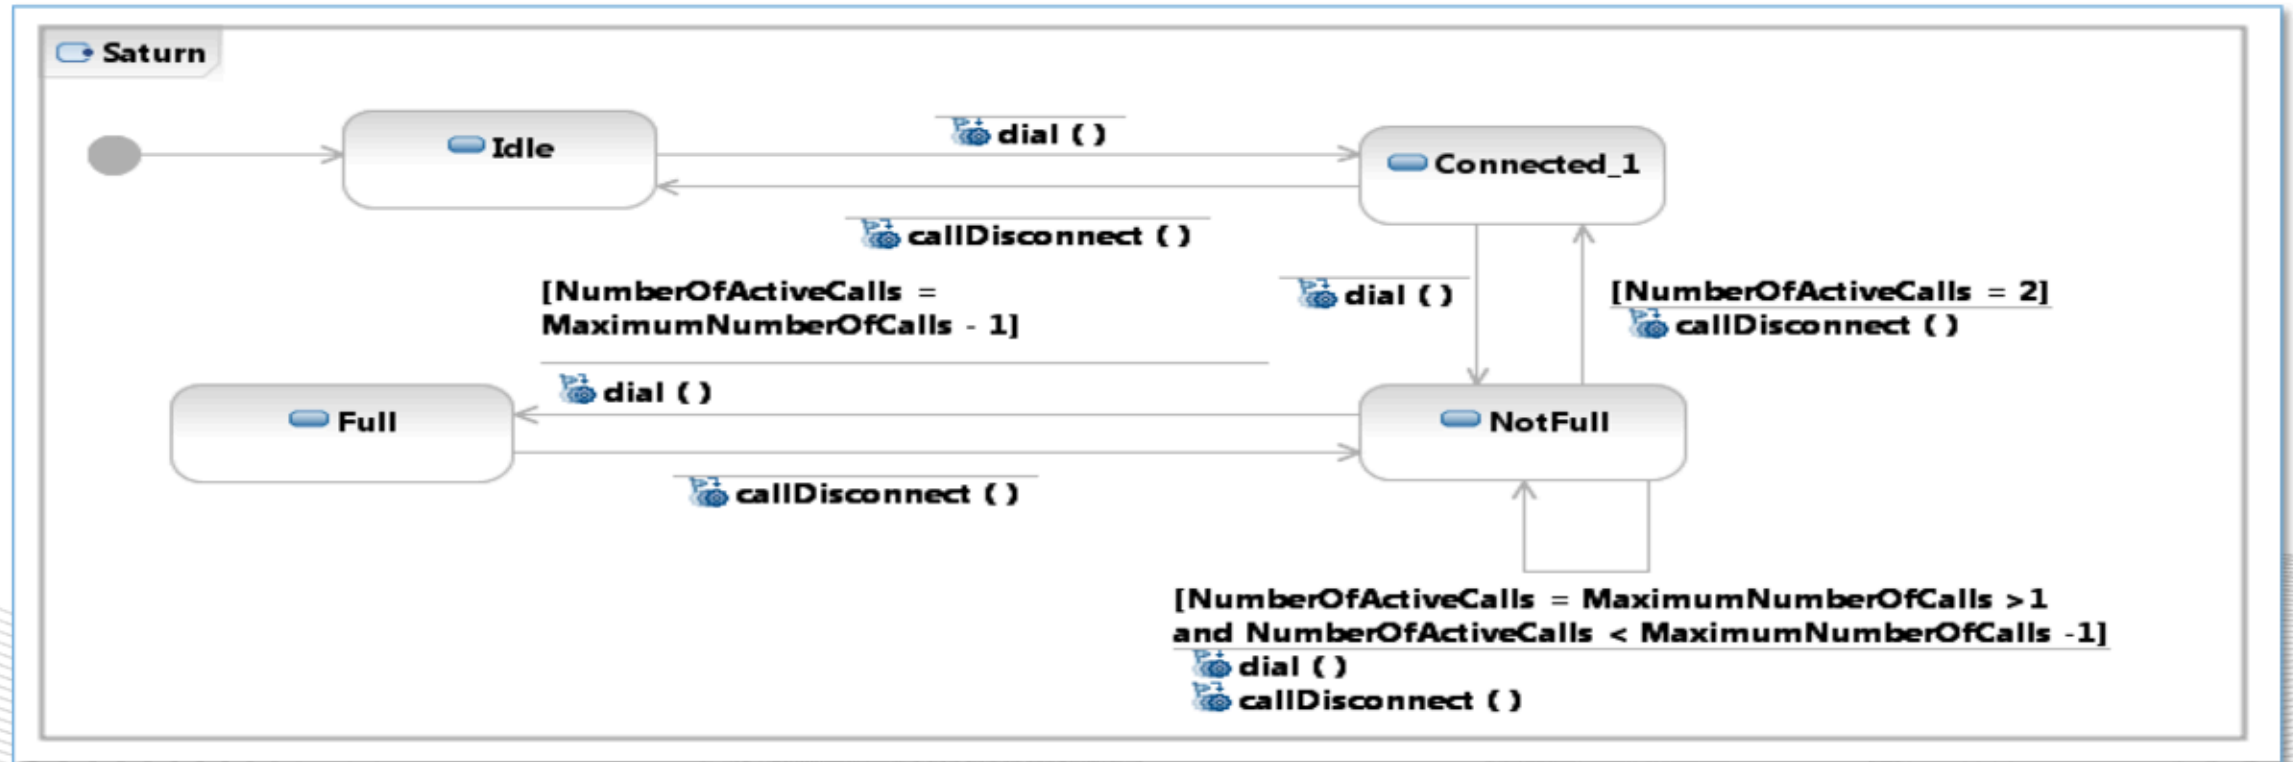 Saturn
Idle
dial ( )
Connected_1
callDisconnect ( )
[NumberOfActiveCalls =
MaximumNumberOfCalls - 1]
dial ( )
dial ( )
[NumberOfActiveCalls = 2]
callDisconnect ( )
Full
NotFull
callDisconnect ( )
[NumberOfActiveCalls = MaximumNumberOfCalls >1
and NumberOfActiveCalls < MaximumNumberOfCalls -1]
dial ( )
callDisconnect ( )